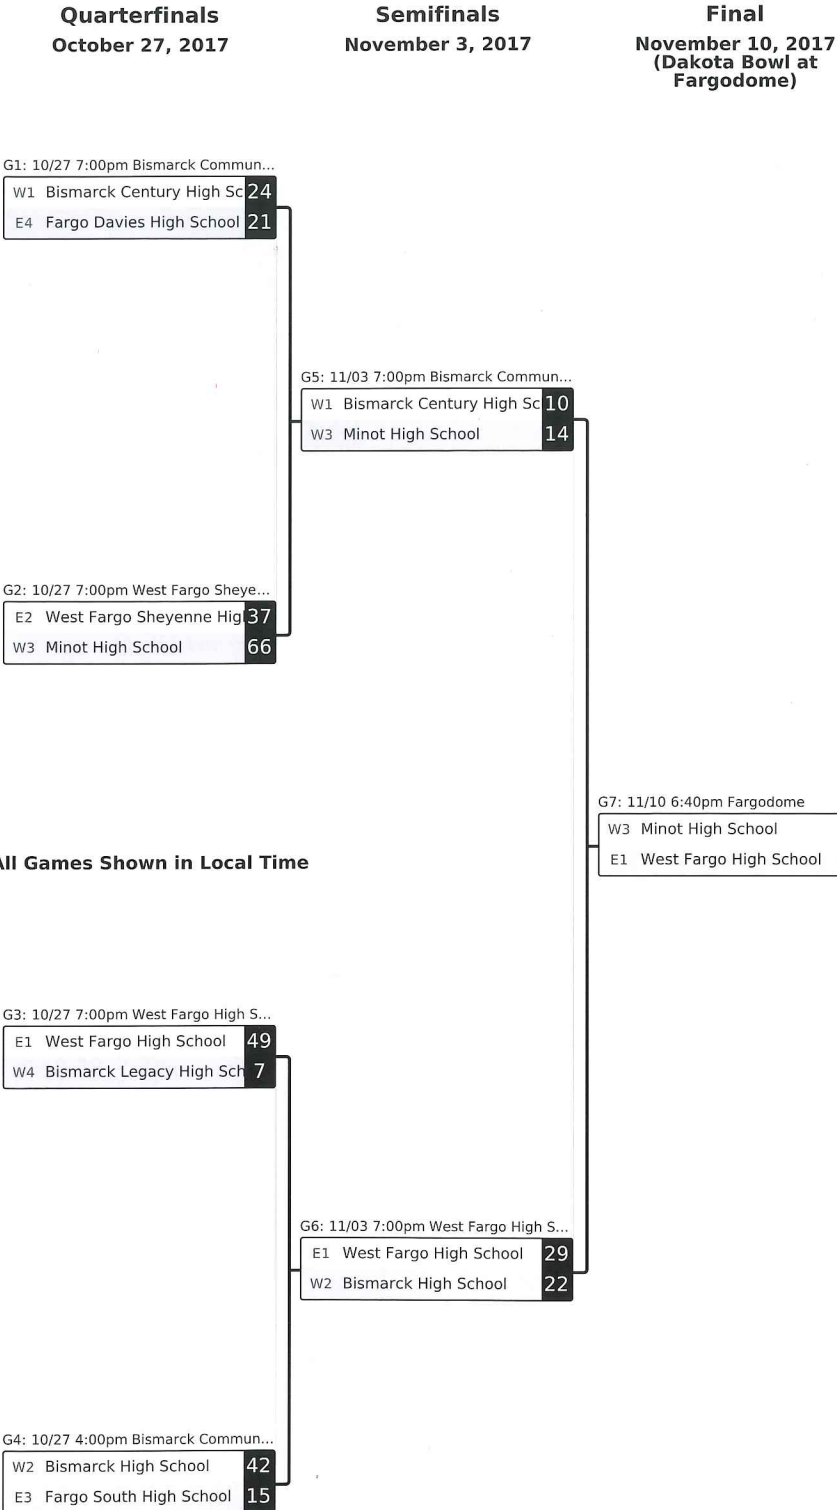 Quarterfinals
October 27, 2017
Semifinals
November 3, 2017
Final
November 10, 2017
(Dakota Bowl at
Fargodome)
G1: 10/27 7:00pm Bismarck Commun...
W1 Bismarck Century High Sc 24
E4 Fargo Davies High School 21
G5: 11/03 7:00pm Bismarck Commun...
W1 Bismarck Century High Sc 10
W3 Minot High School 14
G2: 10/27 7:00pm West Fargo Sheye...
E2 West Fargo Sheyenne Hig 37
W3 Minot High School 66
G7: 11/10 6:40pm Fargodome
W3 Minot High School
E1 West Fargo High School
All Games Shown in Local Time
G3: 10/27 7:00pm West Fargo High S...
E1 West Fargo High School 49
W4 Bismarck Legacy High Sch 7
G6: 11/03 7:00pm West Fargo High S...
E1 West Fargo High School 29
W2 Bismarck High School 22
G4: 10/27 4:00pm Bismarck Commun...
W2 Bismarck High School 42
E3 Fargo South High School 15